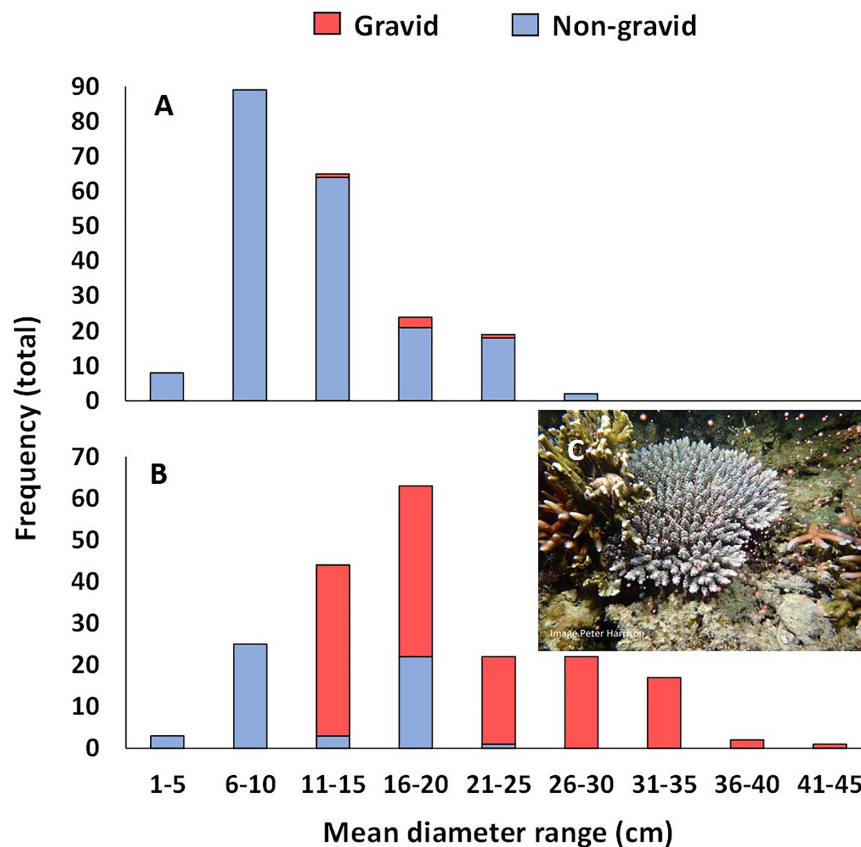 Gravid
Non-gravid
Frequency (total)
A
90
80
70
60
50
40
30
20
10
0
B
70
60
50
40
30
20
10
0
C
Image Peter Harrison
1-5 6-10 11-15 16-20 21-25 26-30 31-35 36-40 41-45
Mean diameter range (cm)